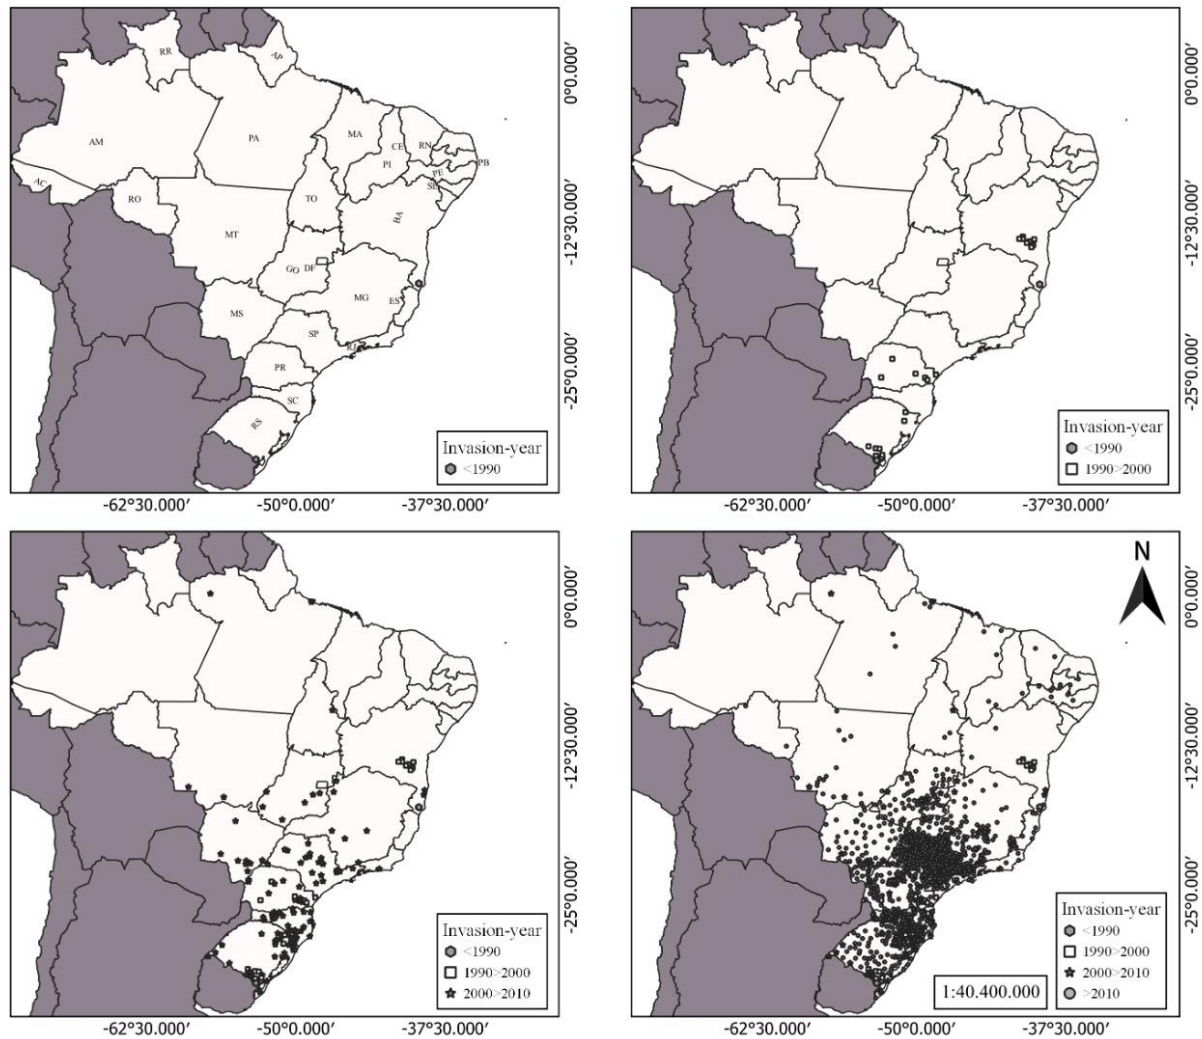 RR
AP
AM
PA
MA
CE
RN
PB
PI
PE
SE
AC
RO
TO
BA
MT
GO
DF
MG
ES
MS
SP
RJ
PR
SC
RS
Invasion-year
<1990
0°0.000′
-12°30.000′
-25°0.000′
-62°30.000′
-50°0.000′
-37°30.000′
Invasion-year
<1990
1990>2000
0°0.000′
-12°30.000′
-25°0.000′
-62°30.000′
-50°0.000′
-37°30.000′
Invasion-year
<1990
1990>2000
2000>2010
0°0.000′
-12°30.000′
-25°0.000′
-62°30.000′
-50°0.000′
-37°30.000′
N
1:40.400.000
Invasion-year
<1990
1990>2000
2000>2010
>2010
0°0.000′
-12°30.000′
-25°0.000′
-62°30.000′
-50°0.000′
-37°30.000′